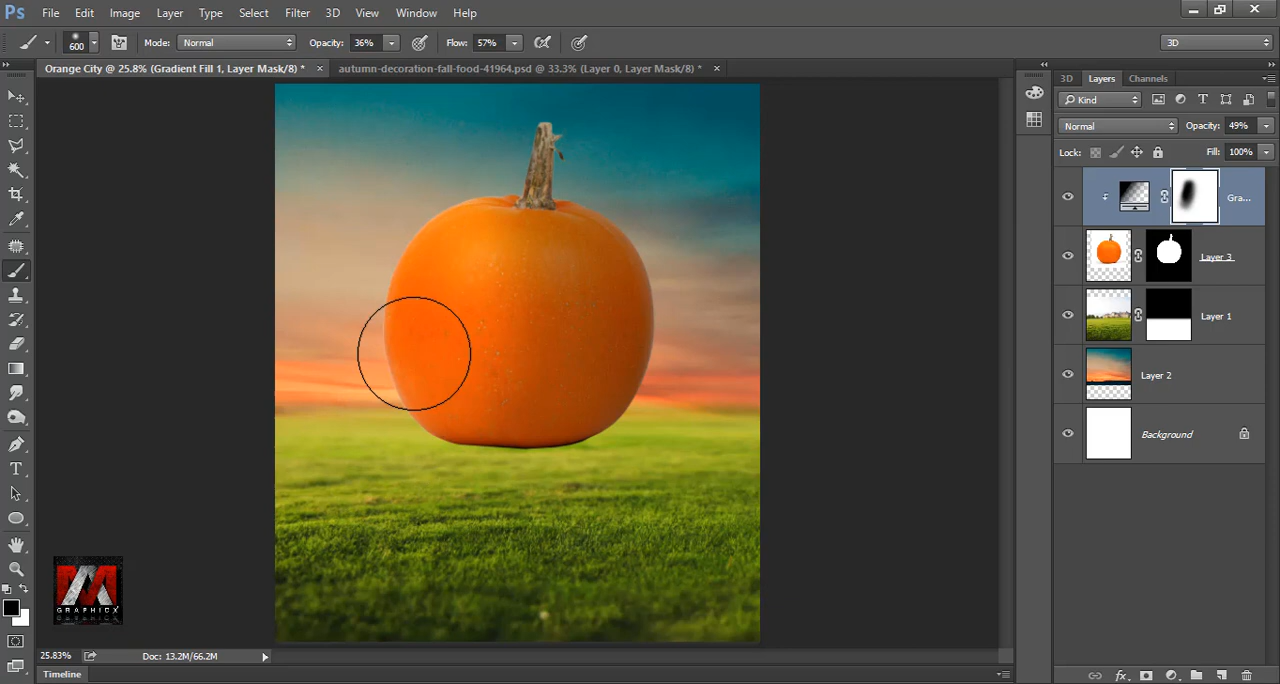 Ps File Edit Image Layer Type Select Filter 3D View Window Help
600 Mode: Normal Opacity: 36% Flow: 57% 3D
Orange City @ 25.8% (Gradient Fill 1, Layer Mask/8) * × autumn-decoration-fall-food-41964.psd @ 33.3% (Layer 0, Layer Mask/8) * ×
3D Layers Channels
Kind
Normal Opacity: 49%
Lock: Fill: 100%
Gra...
Layer 3
Layer 1
Layer 2
Background
GRAPHICX
25.83% Doc: 13.2M/66.2M
Timeline